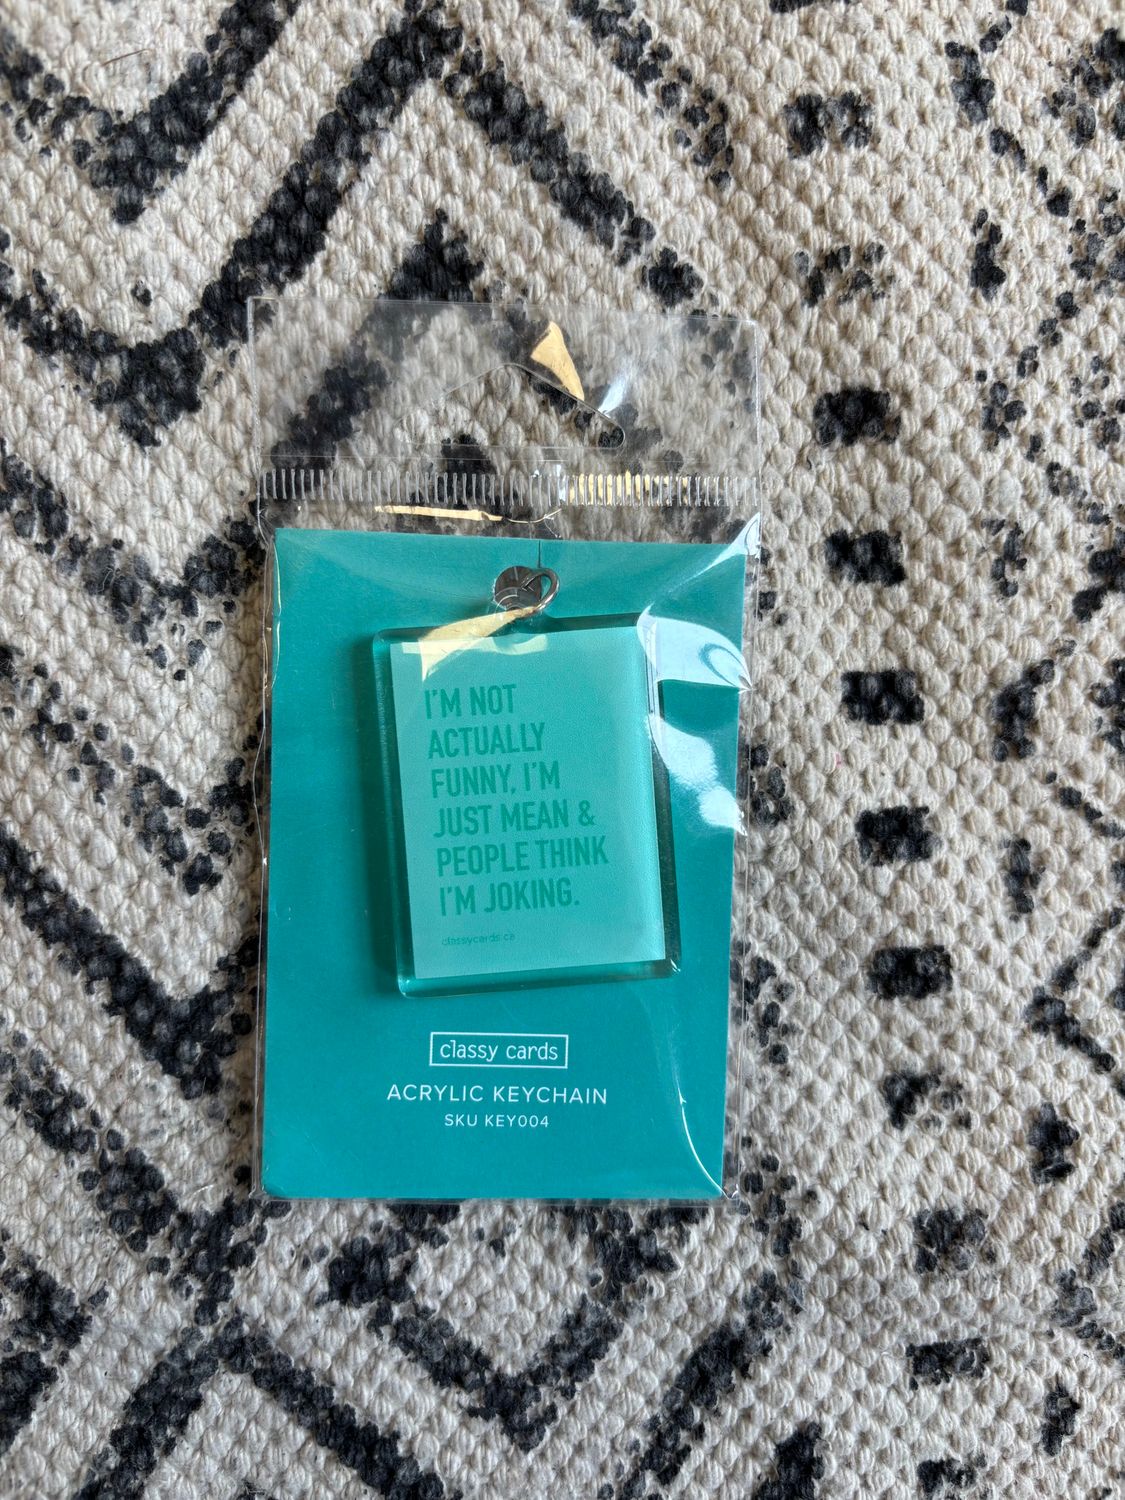 I'M NOT
ACTUALLY
FUNNY, I'M
JUST MEAN &
PEOPLE THINK
I'M JOKING.
classycards.ca
classy cards
ACRYLIC KEYCHAIN
SKU KEY004